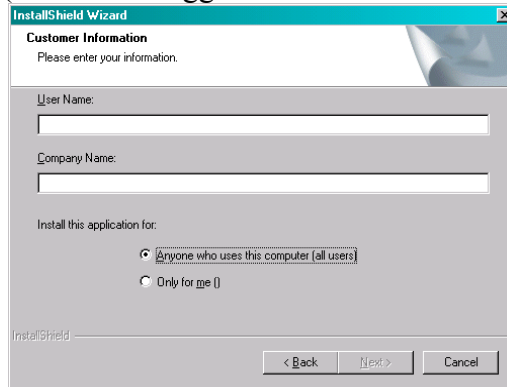 InstallShield Wizard
Customer Information
Please enter your information.
User Name:
Company Name:
Install this application for:
Anyone who uses this computer (all users)
Only for me ()
InstallShield
< Back Next > Cancel